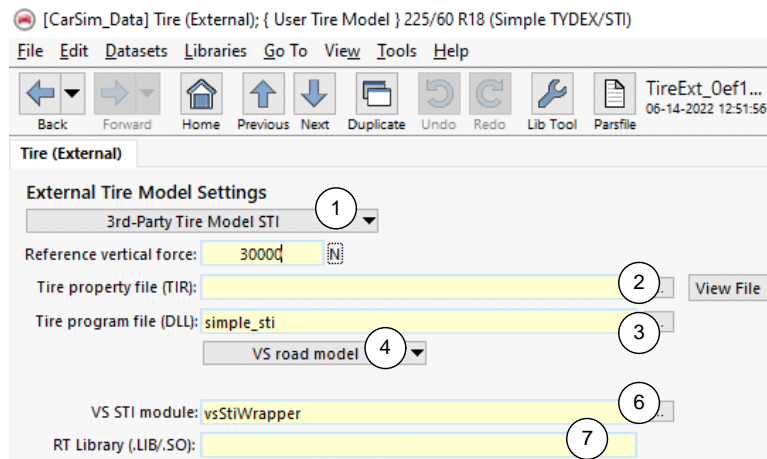 [CarSim_Data] Tire (External); { User Tire Model } 225/60 R18 (Simple TYDEX/STI)
File Edit Datasets Libraries Go To View Tools Help
Back Forward Home Previous Next Duplicate Undo Redo Lib Tool Parsfile
TireExt_0ef1...
06-14-2022 12:51:56
Tire (External)
External Tire Model Settings
3rd-Party Tire Model STI 1
Reference vertical force: 30000 N
Tire property file (TIR): 2 View File
Tire program file (DLL): simple_sti 3
VS road model 4
VS STI module: vsStiWrapper 6
RT Library (.LIB/.SO): 7